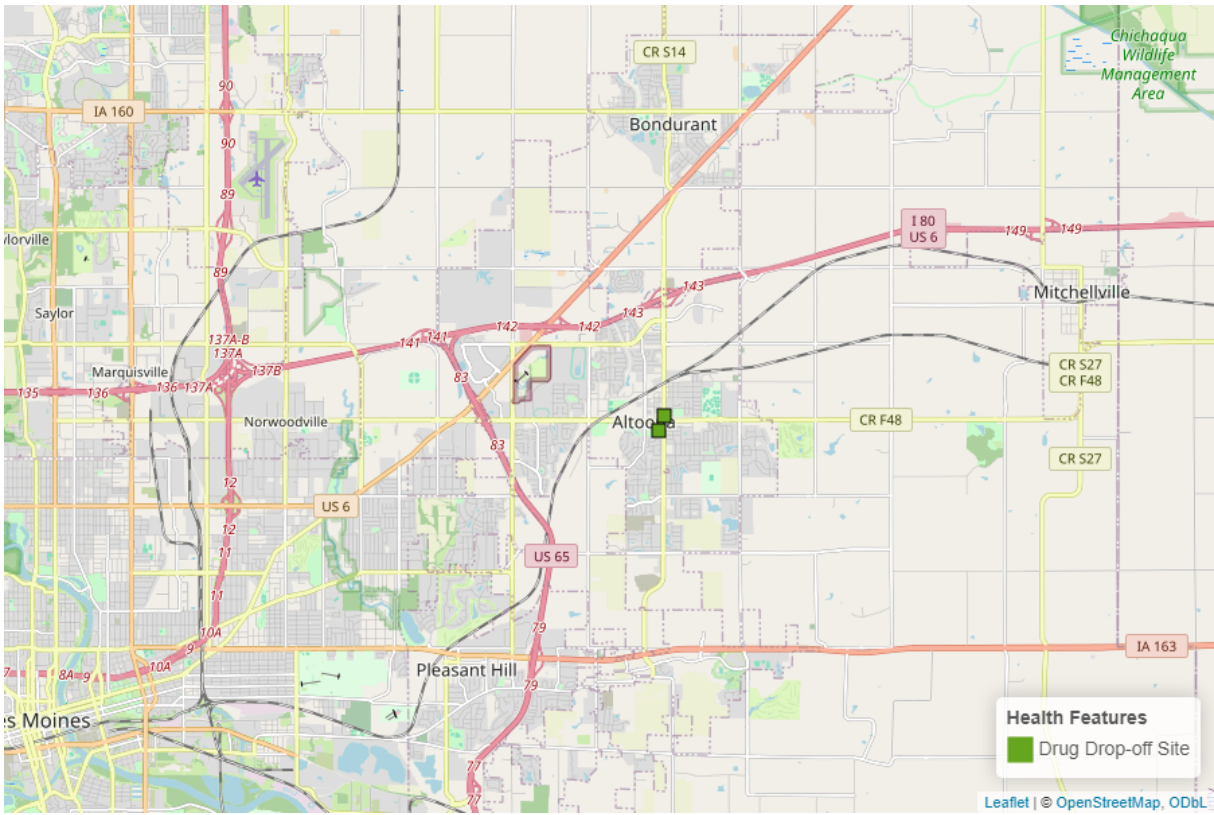 CR S14
Chichaqua
Wildlife
Management
Area
90
IA 160
Bondurant
90
89
I 80
US 6
149
149
ylorville
89
143
Mitchellville
Saylor
143
142
142
137A-B
141
141
137A
Marquisville
137B
CR S27
CR F48
83
135
136
136
137A
Norwoodville
Altoona
CR F48
83
CR S27
12
US 6
12
11
US 65
11
10A
79
9
IA 163
10A
7
8A
9
Pleasant Hill
79
es Moines
Health Features
Drug Drop-off Site
77
77
Leaflet | © OpenStreetMap, ODbL